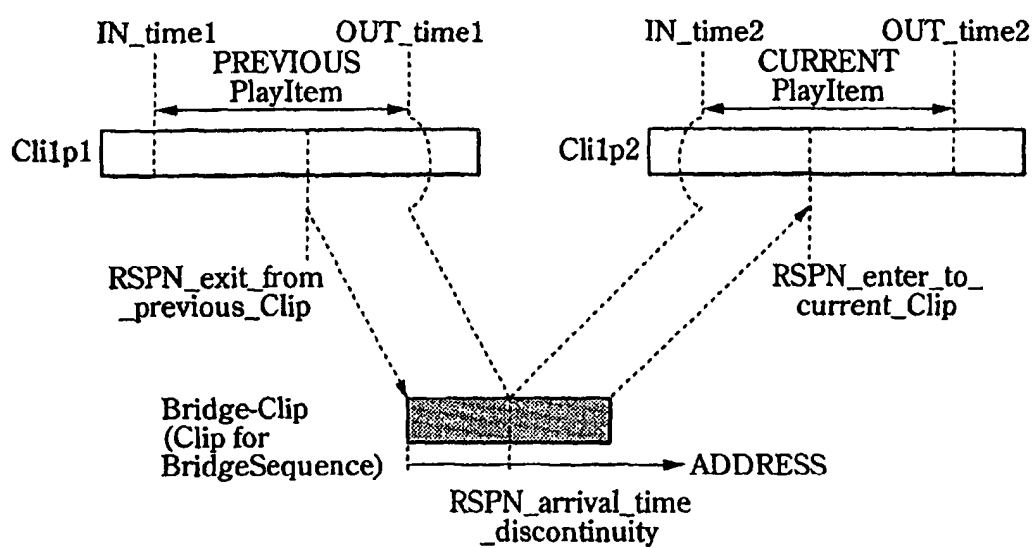 IN_time1 OUT_time1 IN_time2 OUT_time2
PREVIOUS
PlayItem
CURRENT
PlayItem
Cli1p1
Cli1p2
RSPN_exit_from
_previous_Clip
RSPN_enter_to_
current_Clip
Bridge-Clip
(Clip for
BridgeSequence)
ADDRESS
RSPN_arrival_time
_discontinuity